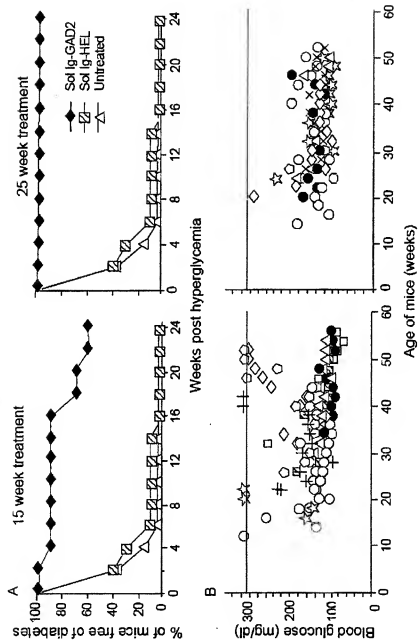 A
15 week treatment
25 week treatment
Sol Ig-GAD2
Sol Ig-HEL
Untreated
% of mice free of diabetes
100
80
60
40
20
0
0 4 8 12 16 20 24
0 4 8 12 16 20 24
Weeks post hyperglycemia
B
Blood glucose (mg/dl)
300
200
100
0
0 10 20 30 40 50 60
0 10 20 30 40 50 60
Age of mice (weeks)